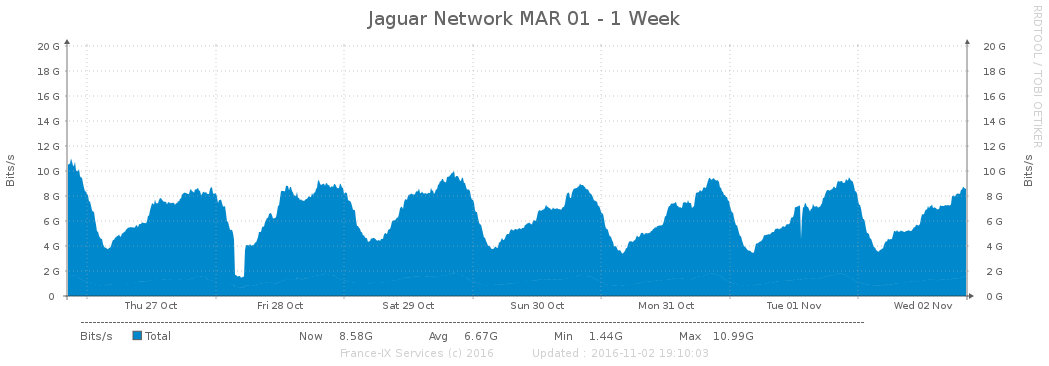 Jaguar Network MAR 01 - 1 Week
RRDTOOL / TOBI OETIKER
Bits/s
20 G 20 G
18 G 18 G
16 G 16 G
14 G 14 G
12 G 12 G
10 G 10 G
8 G 8 G
6 G 6 G
4 G 4 G
2 G 2 G
0 0 G
Bits/s
Thu 27 Oct Fri 28 Oct Sat 29 Oct Sun 30 Oct Mon 31 Oct Tue 01 Nov Wed 02 Nov
Bits/s Total Now 8.58G Avg 6.67G Min 1.44G Max 10.99G
France-IX Services (c) 2016 Updated : 2016-11-02 19:10:03